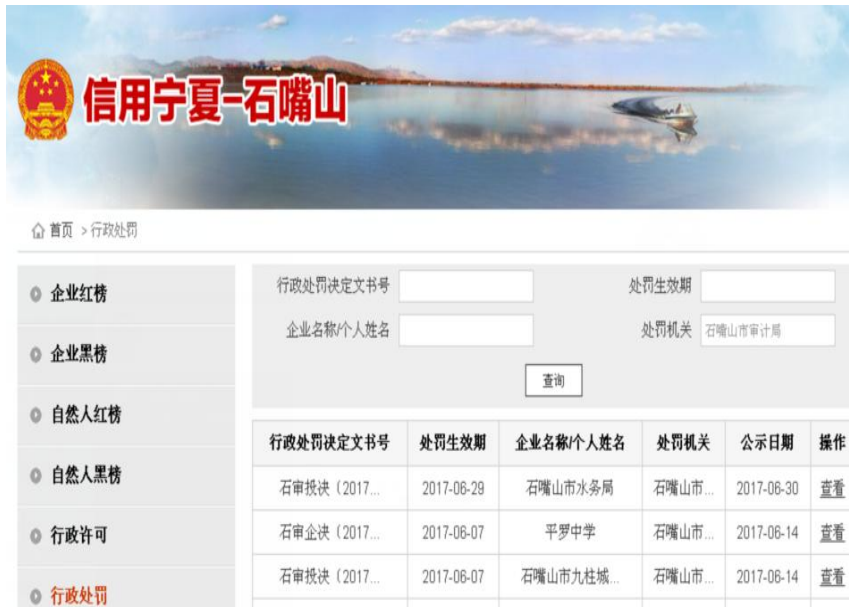 信用宁夏-石嘴山
首页 >行政处罚
企业红榜
企业黑榜
自然人红榜
自然人黑榜
行政许可
行政处罚
行政处罚决定文书号 处罚生效期
企业名称/个人姓名 处罚机关 石嘴山市审计局
查询
行政处罚决定文书号 处罚生效期 企业名称/个人姓名 处罚机关 公示日期 操作
石审投决（2017... 2017-06-29 石嘴山市水务局 石嘴山市... 2017-06-30 查看
石审企决（2017... 2017-06-07 平罗中学 石嘴山市... 2017-06-14 查看
石审投决（2017... 2017-06-07 石嘴山市九柱城... 石嘴山市... 2017-06-14 查看